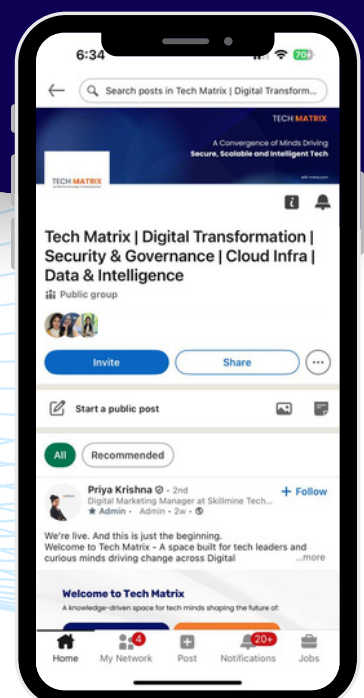 6:34
70
Search posts in Tech Matrix | Digital Transform...
TECH MATRIX
A Convergence of Minds Driving
Secure, Scalable and Intelligent Tech
TECH MATRIX
Tech Matrix | Digital Transformation |
Security & Governance | Cloud Infra |
Data & Intelligence
Public group
Invite
Share
Start a public post
All
Recommended
Priya Krishna • 2nd
+ Follow
Digital Marketing Manager at Skillmine Tech...
★ Admin • Admin • 2w •
We're live. And this is just the beginning.
Welcome to Tech Matrix – A space built for tech leaders and
curious minds driving change across Digital ...more
Welcome to Tech Matrix
A knowledge-driven space for tech minds shaping the future of:
4
20+
Home
My Network
Post
Notifications
Jobs